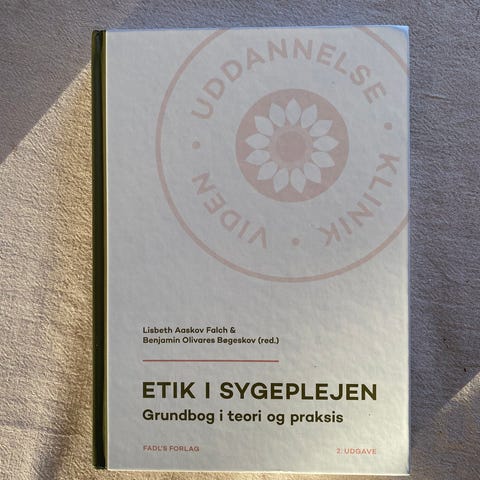 VIDEN • UDDANNELSE • KLINIK •
Lisbeth Aaskov Falch &
Benjamin Olivares Bøgeskov (red.)
ETIK I SYGEPLEJEN
Grundbog i teori og praksis
FADL'S FORLAG
2. UDGAVE